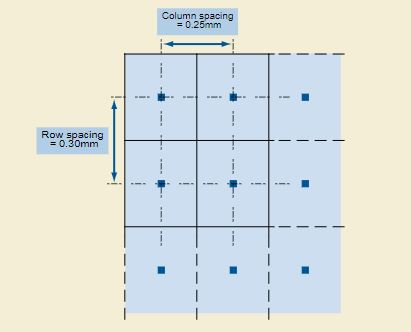 Column spacing
= 0.25mm
Row spacing
= 0.30mm